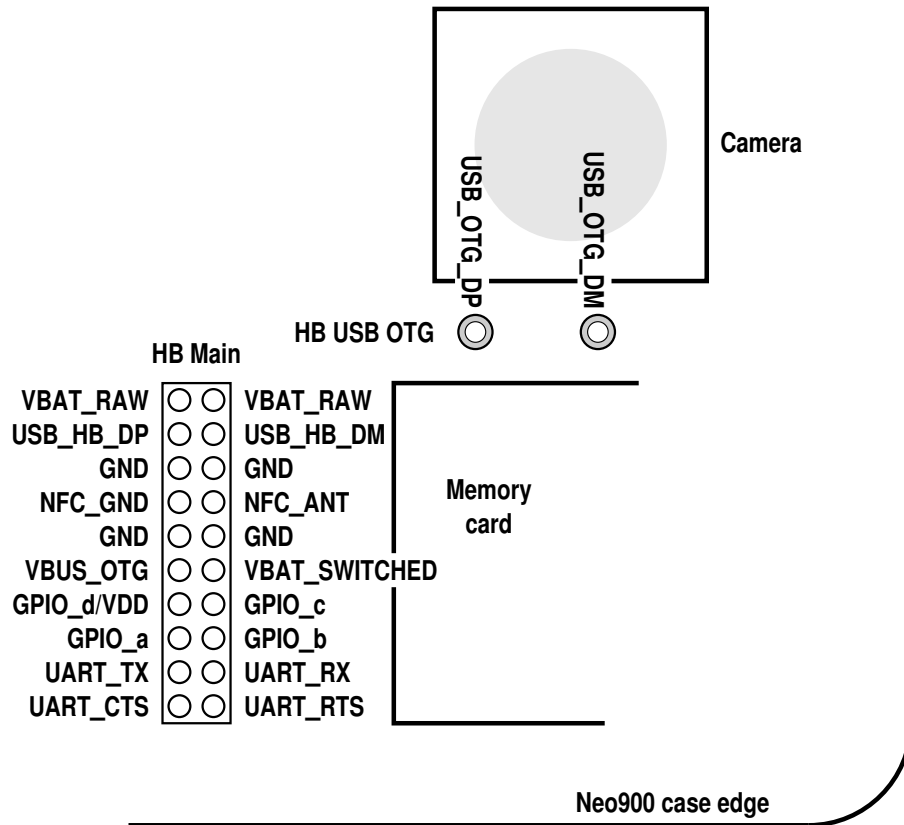 Camera
USB_OTG_DP
USB_OTG_DM
HB USB OTG
HB Main
VBAT_RAW VBAT_RAW
USB_HB_DP USB_HB_DM
GND GND
NFC_GND NFC_ANT
GND GND
VBUS_OTG VBAT_SWITCHED
GPIO_d/VDD GPIO_c
GPIO_a GPIO_b
UART_TX UART_RX
UART_CTS UART_RTS
Memory
card
Neo900 case edge